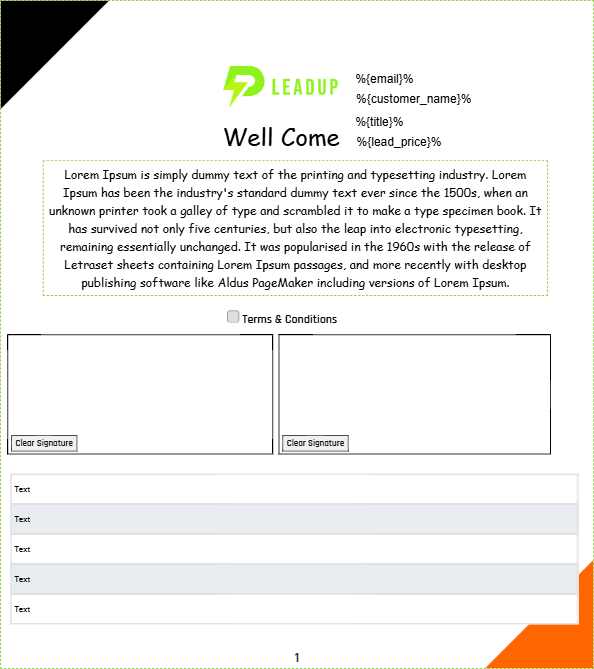 LEADUP
%{email}%
%{customer_name}%
%{title}%
Well Come
%{lead_price}%
Lorem Ipsum is simply dummy text of the printing and typesetting industry. Lorem
Ipsum has been the industry's standard dummy text ever since the 1500s, when an
unknown printer took a galley of type and scrambled it to make a type specimen book. It
has survived not only five centuries, but also the leap into electronic typesetting,
remaining essentially unchanged. It was popularised in the 1960s with the release of
Letraset sheets containing Lorem Ipsum passages, and more recently with desktop
publishing software like Aldus PageMaker including versions of Lorem Ipsum.
Terms & Conditions
Clear Signature
Clear Signature
Text
Text
Text
Text
Text
1